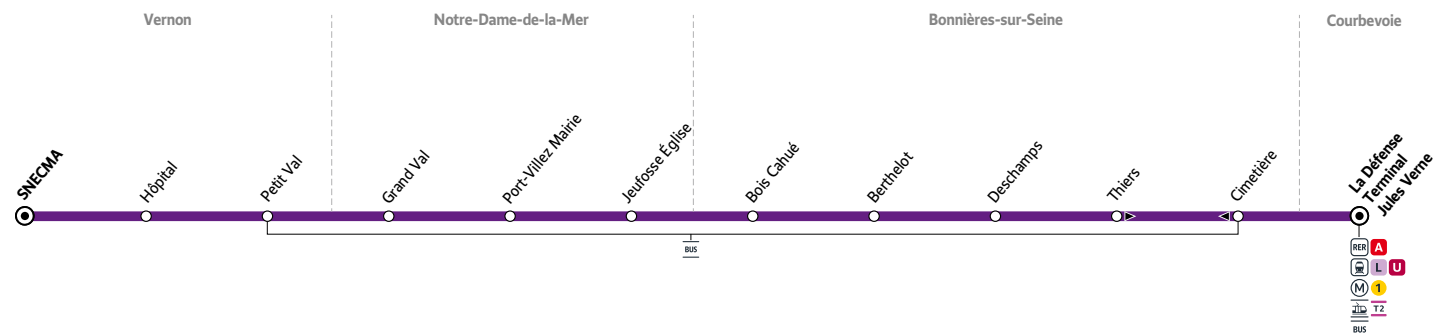 Vernon
Notre-Dame-de-la-Mer
Bonnières-sur-Seine
Courbevoie
SNECMA
Hôpital
Petit Val
Grand Val
Port-Villez Mairie
Jeufosse Église
Bois Cahué
Berthelot
Deschamps
Thiers
Cimetière
La Défense
Terminal
Jules Verne
BUS
RER A
L U
M 1
T2
BUS